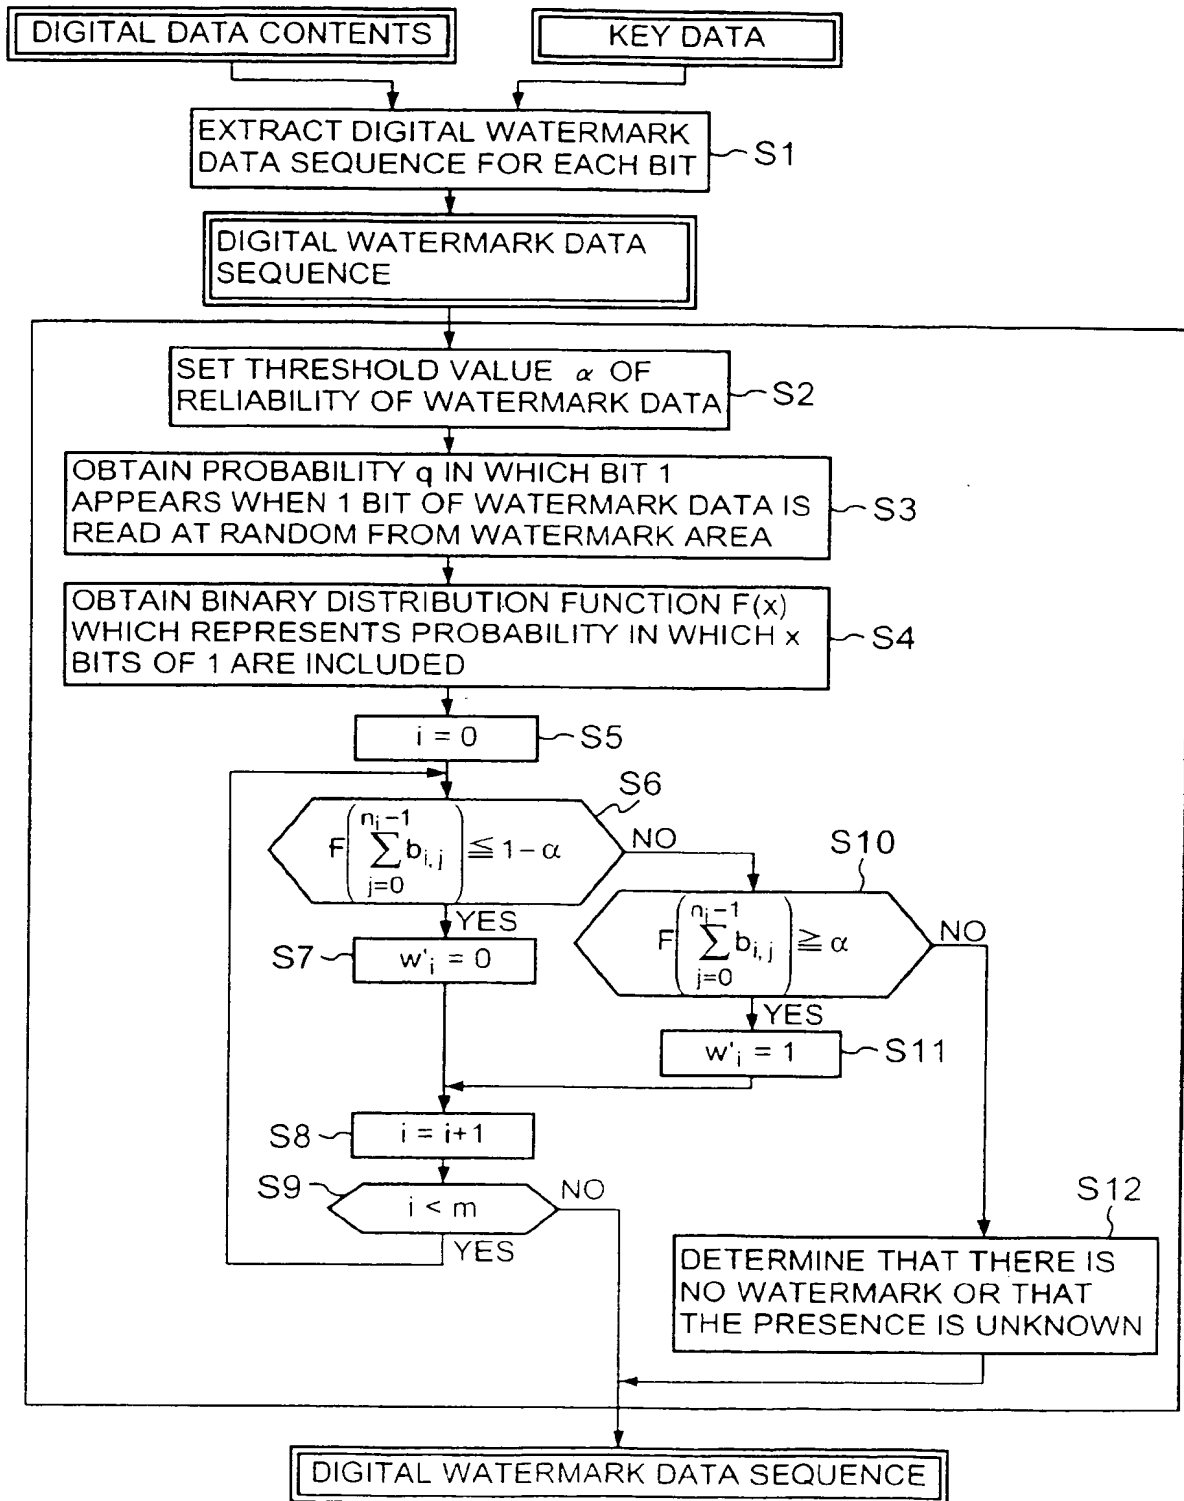 DIGITAL DATA CONTENTS
KEY DATA
EXTRACT DIGITAL WATERMARK
DATA SEQUENCE FOR EACH BIT
S1
DIGITAL WATERMARK DATA
SEQUENCE
SET THRESHOLD VALUE α OF
RELIABILITY OF WATERMARK DATA
S2
OBTAIN PROBABILITY q IN WHICH BIT 1
APPEARS WHEN 1 BIT OF WATERMARK DATA IS
READ AT RANDOM FROM WATERMARK AREA
S3
OBTAIN BINARY DISTRIBUTION FUNCTION F(x)
WHICH REPRESENTS PROBABILITY IN WHICH x
BITS OF 1 ARE INCLUDED
S4
i = 0
S5
S6
F(∑_{j=0}^{n_i-1} b_{i,j}) ≦ 1-α
NO
YES
S10
F(∑_{j=0}^{n_i-1} b_{i,j}) ≧ α
NO
YES
S7
w'_i = 0
w'_i = 1
S11
S8
i = i+1
S9
i < m
NO
YES
S12
DETERMINE THAT THERE IS
NO WATERMARK OR THAT
THE PRESENCE IS UNKNOWN
DIGITAL WATERMARK DATA SEQUENCE